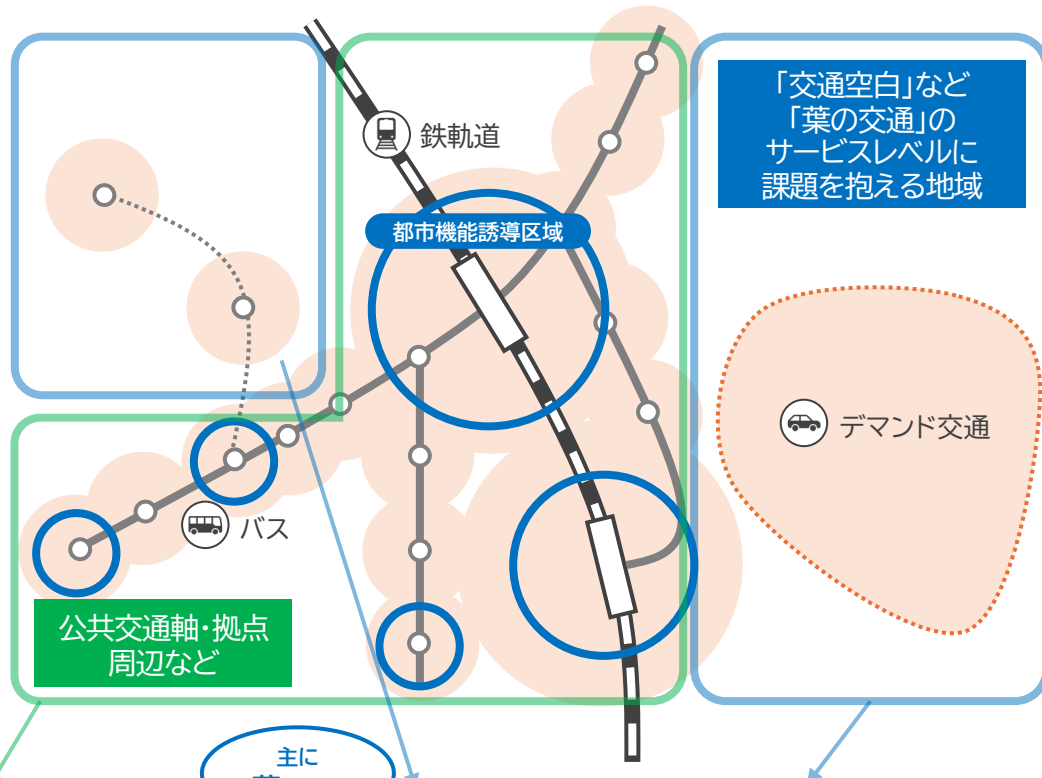 「交通空白」など
「葉の交通」の
サービスレベルに
課題を抱える地域
鉄軌道
都市機能誘導区域
デマンド交通
バス
公共交通軸・拠点
周辺など
主に